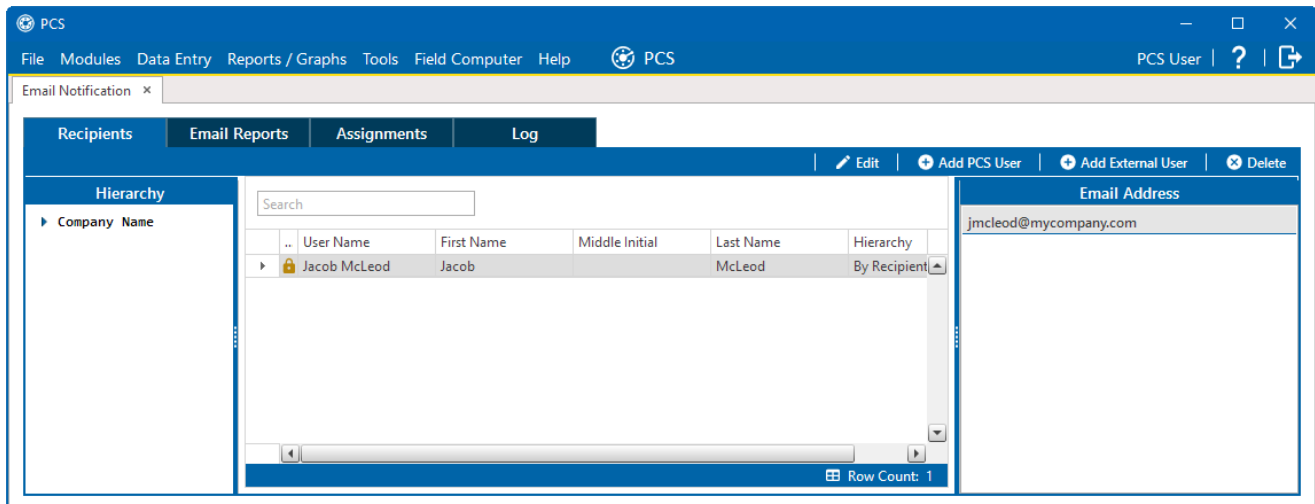 PCS
File Modules Data Entry Reports / Graphs Tools Field Computer Help PCS PCS User | ? |
Email Notification ×
Recipients Email Reports Assignments Log
Edit | Add PCS User | Add External User | Delete
Hierarchy
Company Name
Search
.. User Name First Name Middle Initial Last Name Hierarchy
Jacob McLeod Jacob McLeod By Recipient
Row Count: 1
Email Address
jmcleod@mycompany.com